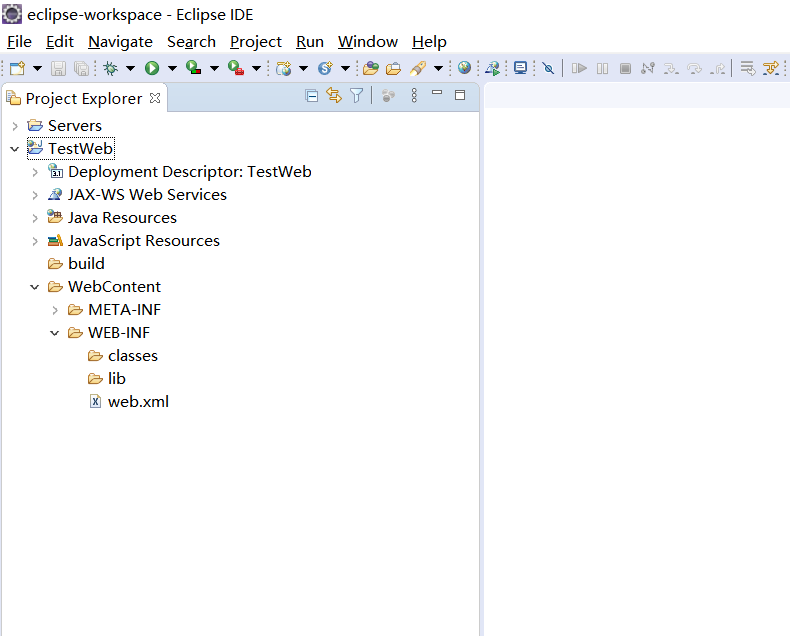 eclipse-workspace - Eclipse IDE
File Edit Navigate Search Project Run Window Help
Project Explorer
Servers
TestWeb
Deployment Descriptor: TestWeb
JAX-WS Web Services
Java Resources
JavaScript Resources
build
WebContent
META-INF
WEB-INF
classes
lib
web.xml